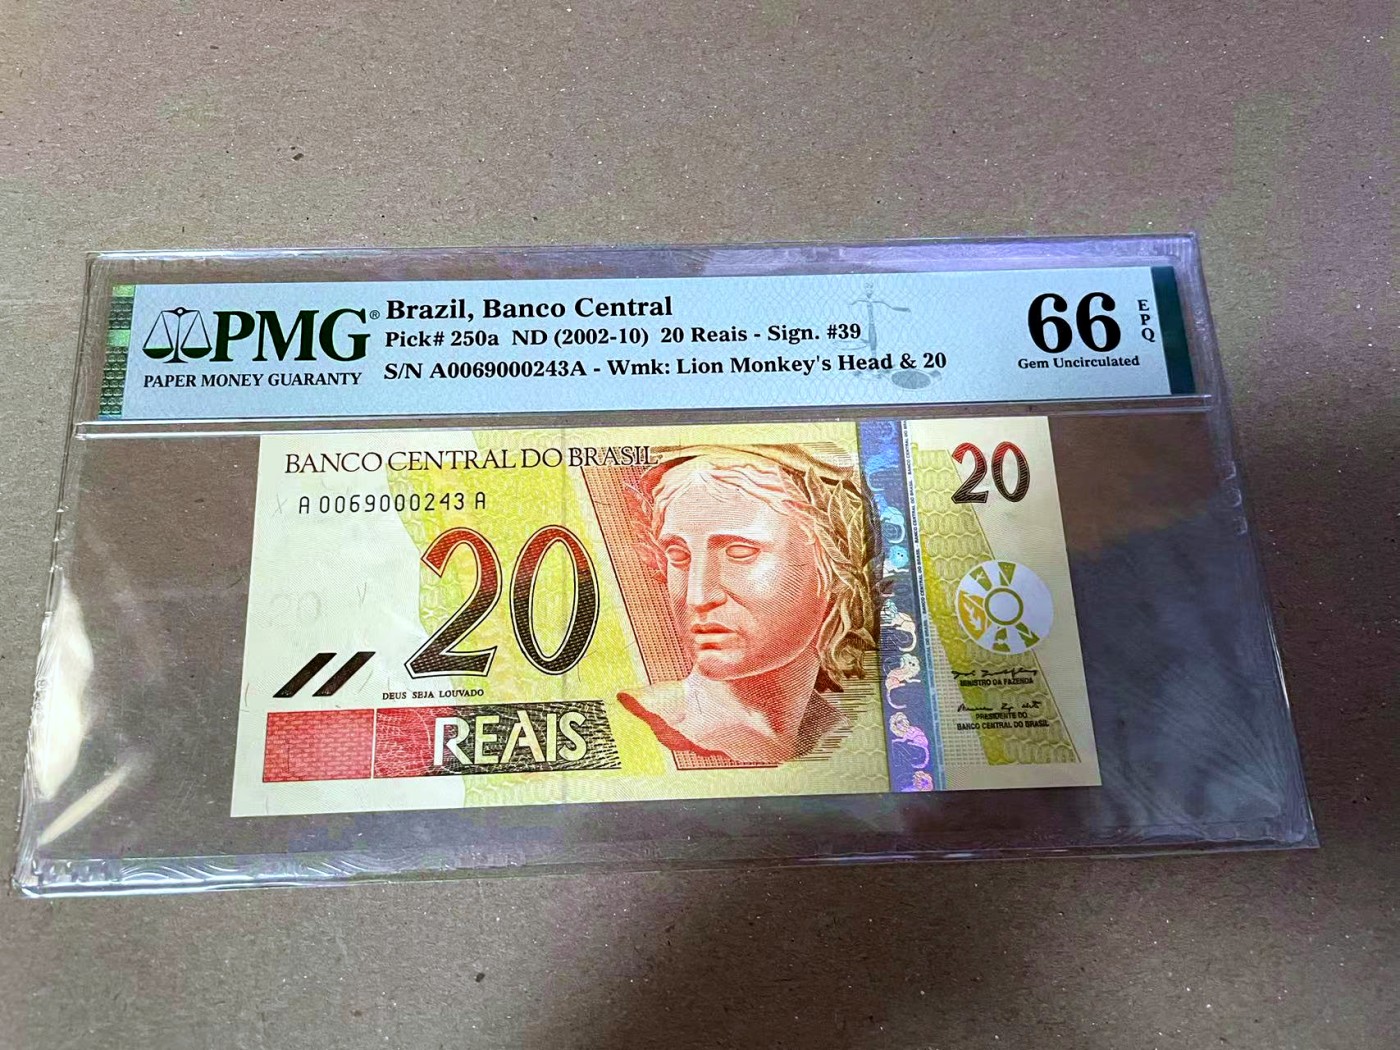 PMG®
PAPER MONEY GUARANTY
Brazil, Banco Central
Pick# 250a ND (2002-10) 20 Reais - Sign. #39
S/N A0069000243A - Wmk: Lion Monkey's Head & 20
66
EPQ
Gem Uncirculated
BANCO CENTRAL DO BRASIL
A 0069000243 A
20
20
DEUS SEJA LOUVADO
REAIS
MINISTRO DA FAZENDA
PRESIDENTE DO
BANCO CENTRAL DO BRASIL